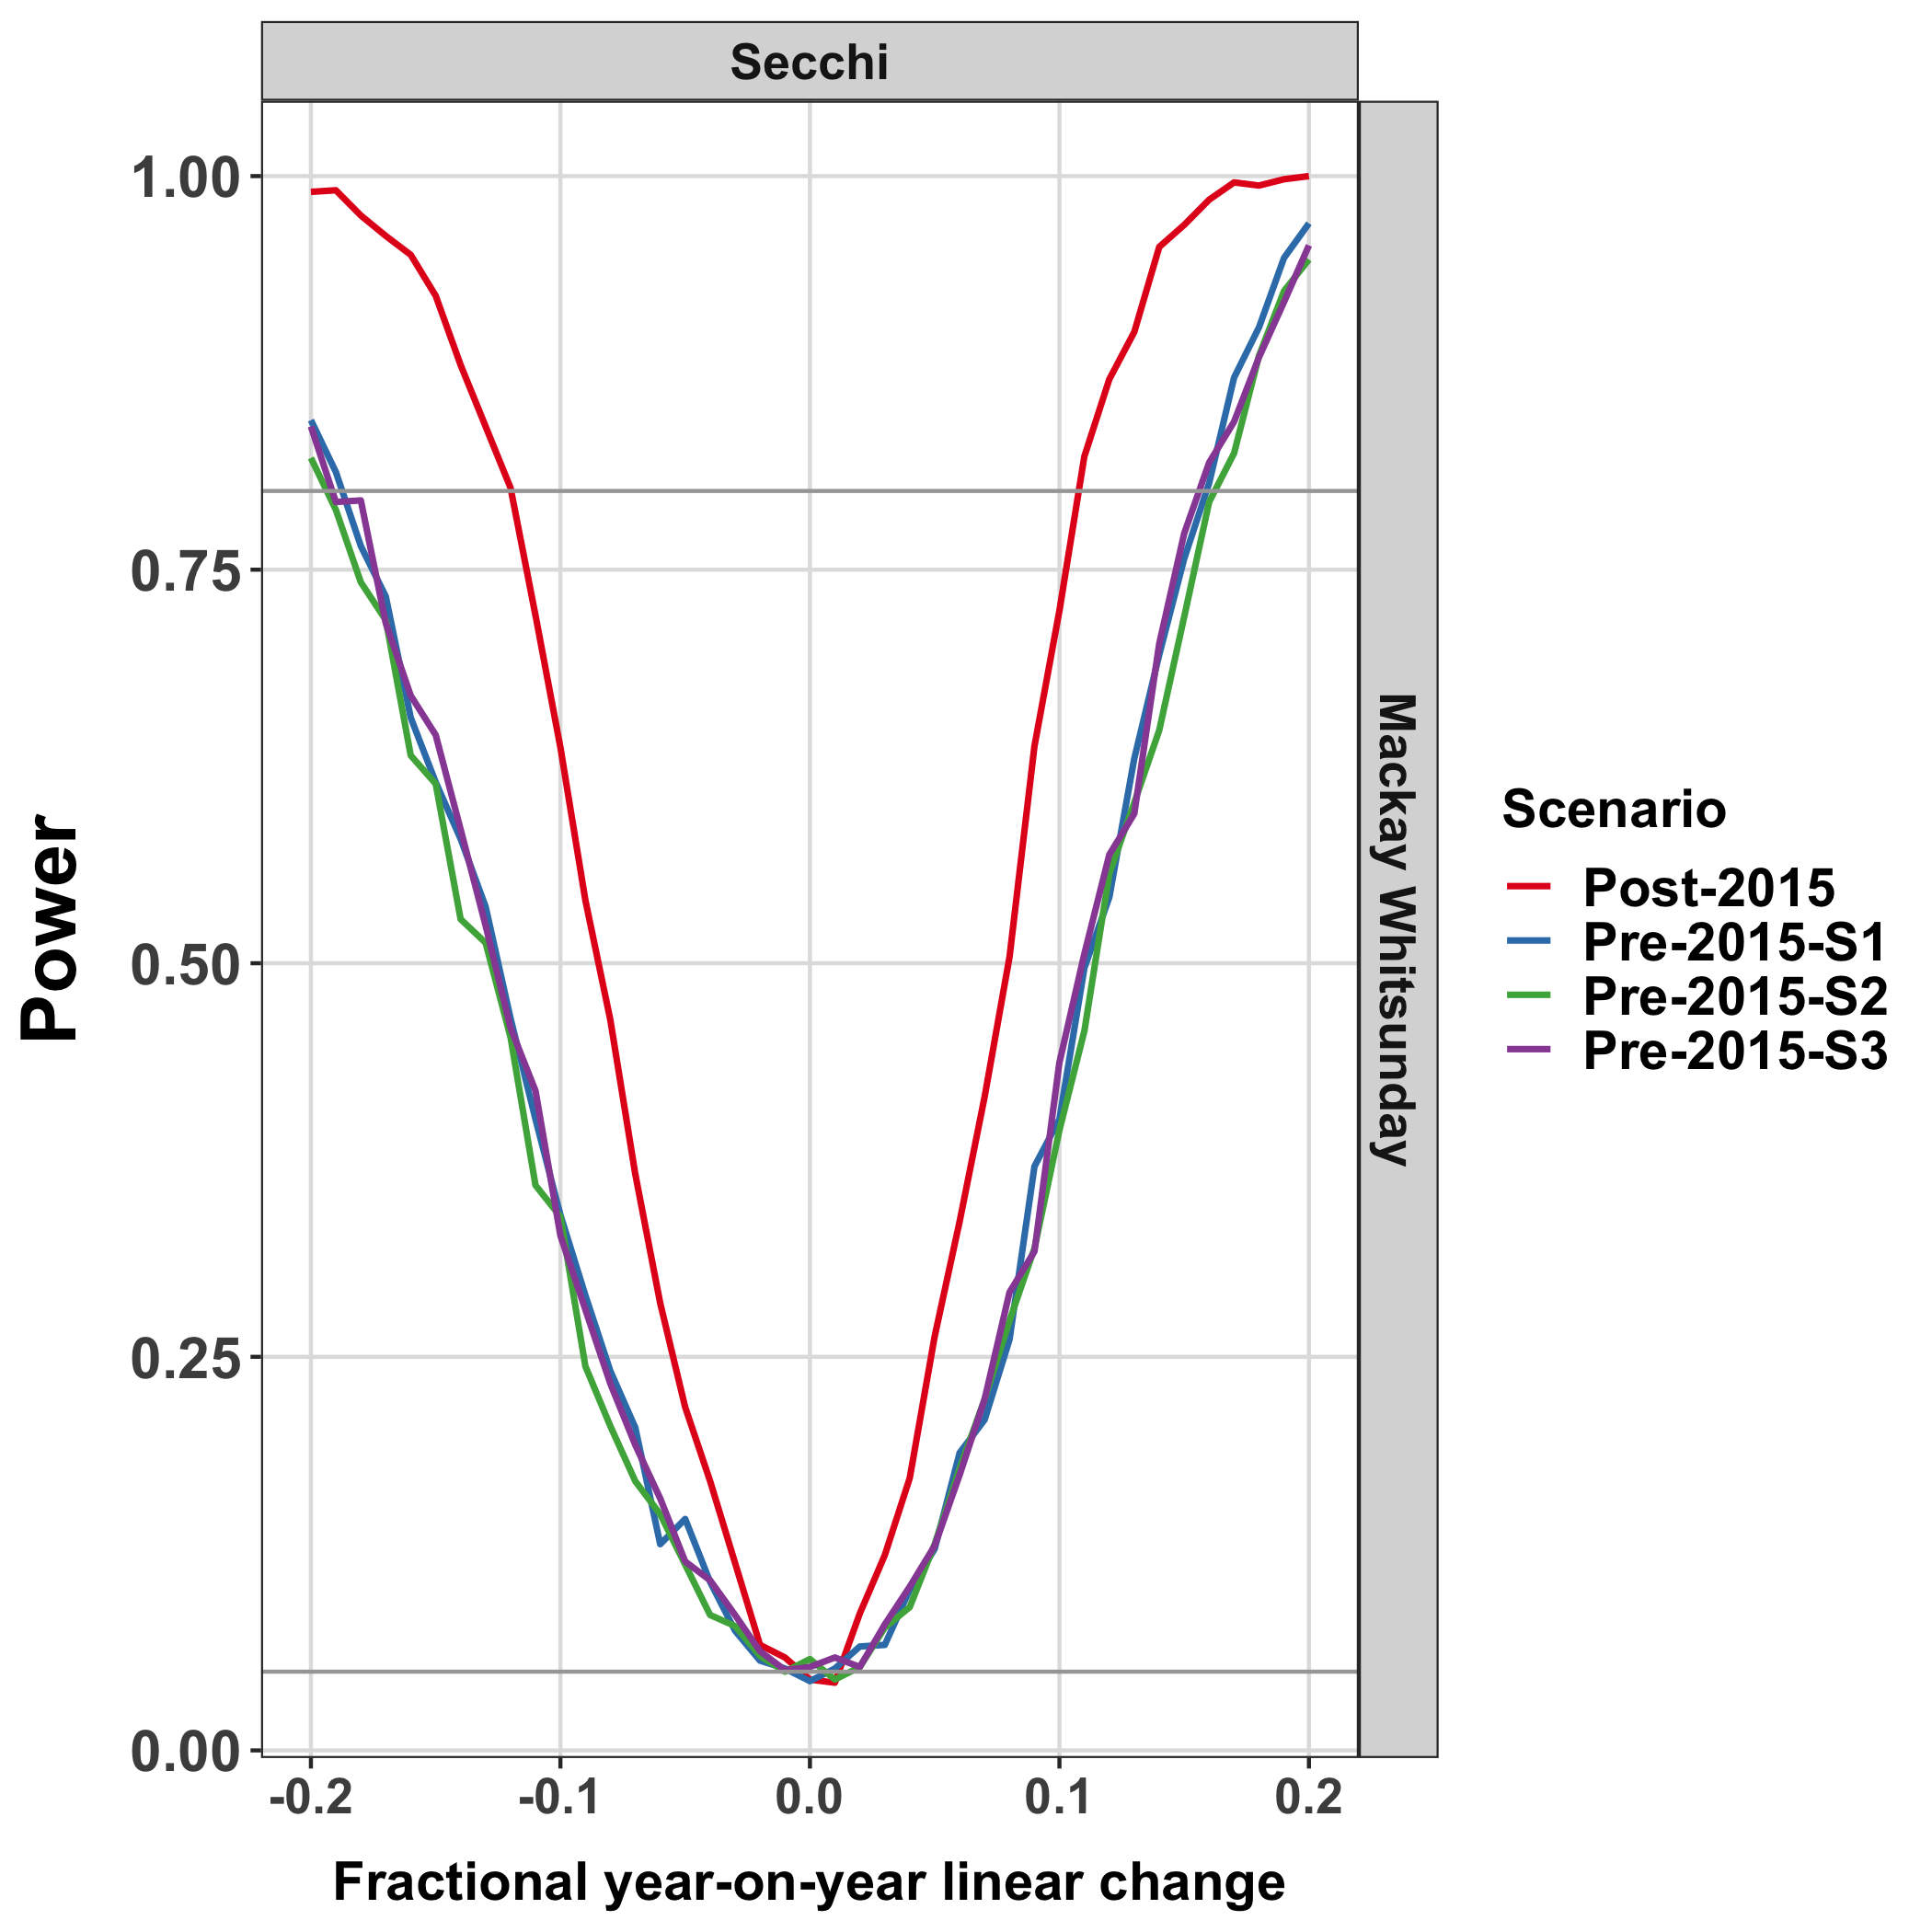 Secchi
1.00
0.75
0.50
0.25
0.00
Power
-0.2
-0.1
0.0
0.1
0.2
Fractional year-on-year linear change
Mackay Whitsunday
Scenario
Post-2015
Pre-2015-S1
Pre-2015-S2
Pre-2015-S3